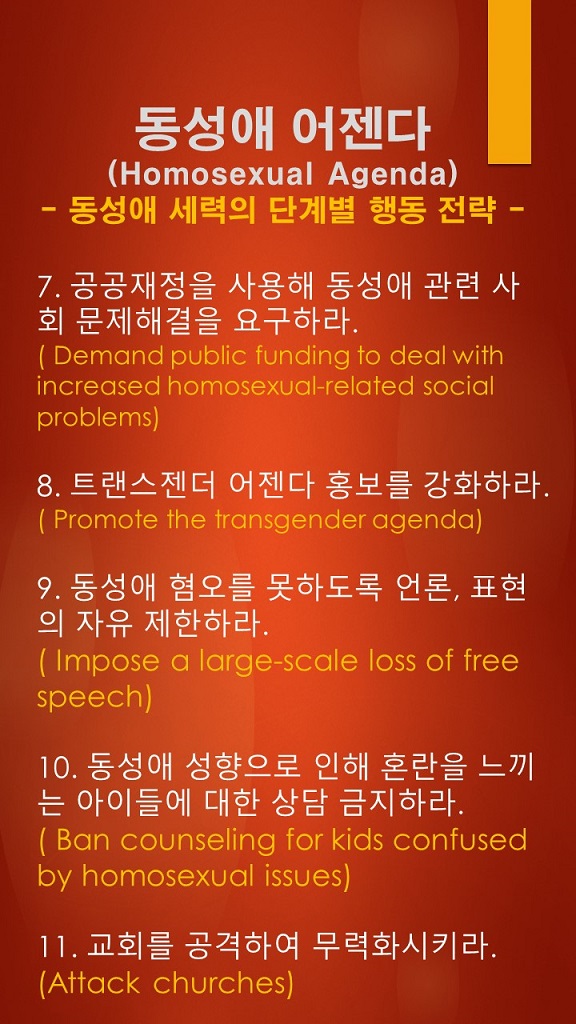 동성애 어젠다
(Homosexual Agenda)
- 동성애 세력의 단계별 행동 전략 -
7. 공공재정을 사용해 동성애 관련 사
회 문제해결을 요구하라.
( Demand public funding to deal with
increased homosexual-related social
problems)
8. 트랜스젠더 어젠다 홍보를 강화하라.
( Promote the transgender agenda)
9. 동성애 혐오를 못하도록 언론, 표현
의 자유 제한하라.
( Impose a large-scale loss of free
speech)
10. 동성애 성향으로 인해 혼란을 느끼
는 아이들에 대한 상담 금지하라.
( Ban counseling for kids confused
by homosexual issues)
11. 교회를 공격하여 무력화시키라.
(Attack churches)